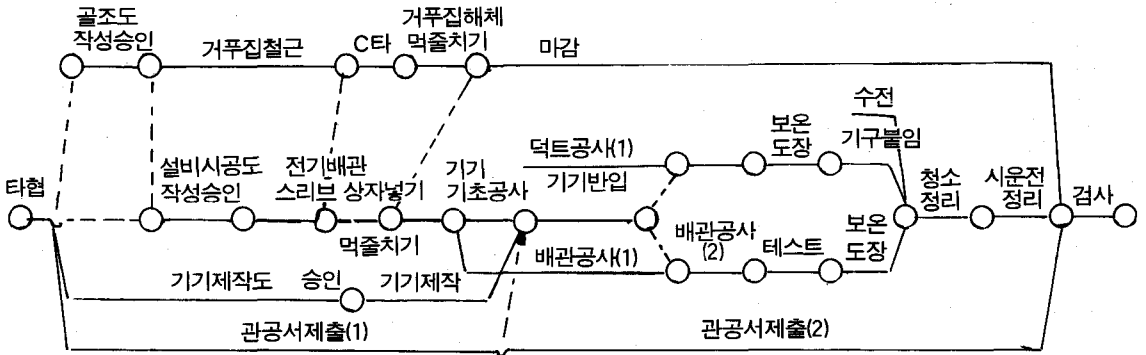 골조도
작성승인
거푸집철근
C타
거푸집해체
먹줄치기
마감
수전
보온
도장
기구붙임
덕트공사(1)
기기반입
타협
설비시공도
작성승인
전기배관
스리브 상자넣기
먹줄치기
기기
기초공사
청소
정리
시운전
정리
검사
배관공사(1)
배관공사
(2)
테스트
보온
도장
기기제작도
승인
기기제작
관공서제출(1)
관공서제출(2)